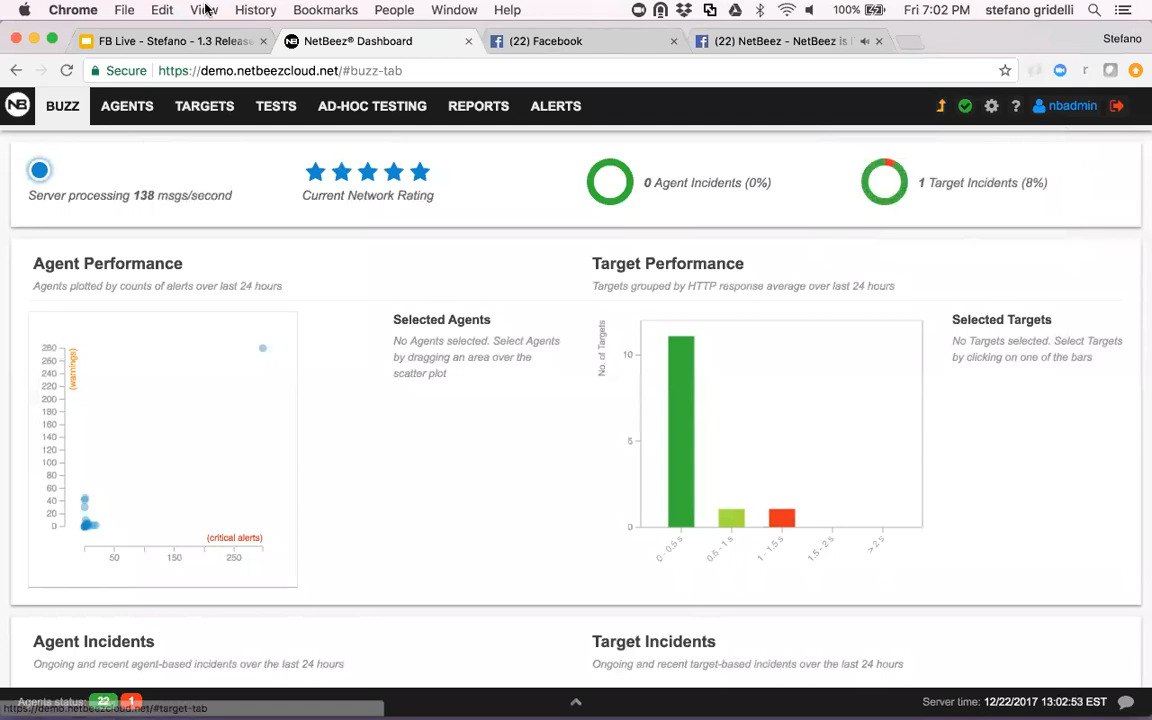 Chrome File Edit View History Bookmarks People Window Help 100% Fri 7:02 PM stefano gridelli
FB Live - Stefano - 1.3 Releas NetBeez® Dashboard (22) Facebook (22) NetBeez - NetBeez is Stefano
Secure https://demo.netbeezcloud.net/#buzz-tab
NB BUZZ AGENTS TARGETS TESTS AD-HOC TESTING REPORTS ALERTS ? nbadmin
Server processing 138 msgs/second
Current Network Rating
0 Agent Incidents (0%)
1 Target Incidents (8%)
Agent Performance
Agents plotted by counts of alerts over last 24 hours
280
260
240
220
200
180
160
140
120
100
80
60
40
20
0
(warnings)
(critical alerts)
50 150 250
Selected Agents
No Agents selected. Select Agents
by dragging an area over the
scatter plot
Target Performance
Targets grouped by HTTP response average over last 24 hours
No. of Targets
10
5
0
0 - 0.5 s 0.5 - 1 s 1 - 1.5 s 1.5 - 2 s > 2 s
Selected Targets
No Targets selected. Select Targets
by clicking on one of the bars
Agent Incidents
Ongoing and recent agent-based incidents over the last 24 hours
Target Incidents
Ongoing and recent target-based incidents over the last 24 hours
Agents status: 22 1
Server time: 12/22/2017 13:02:53 EST
https://demo.netbeezcloud.net/#target-tab